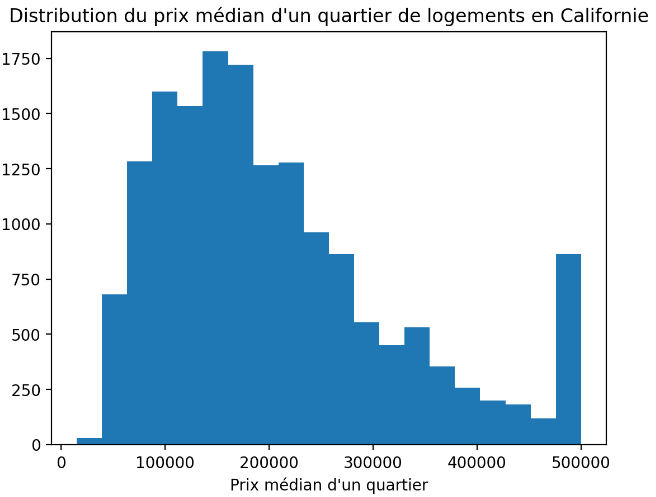 Distribution du prix médian d'un quartier de logements en Californie
1750
1500
1250
1000
750
500
250
0
0 100000 200000 300000 400000 500000
Prix médian d'un quartier